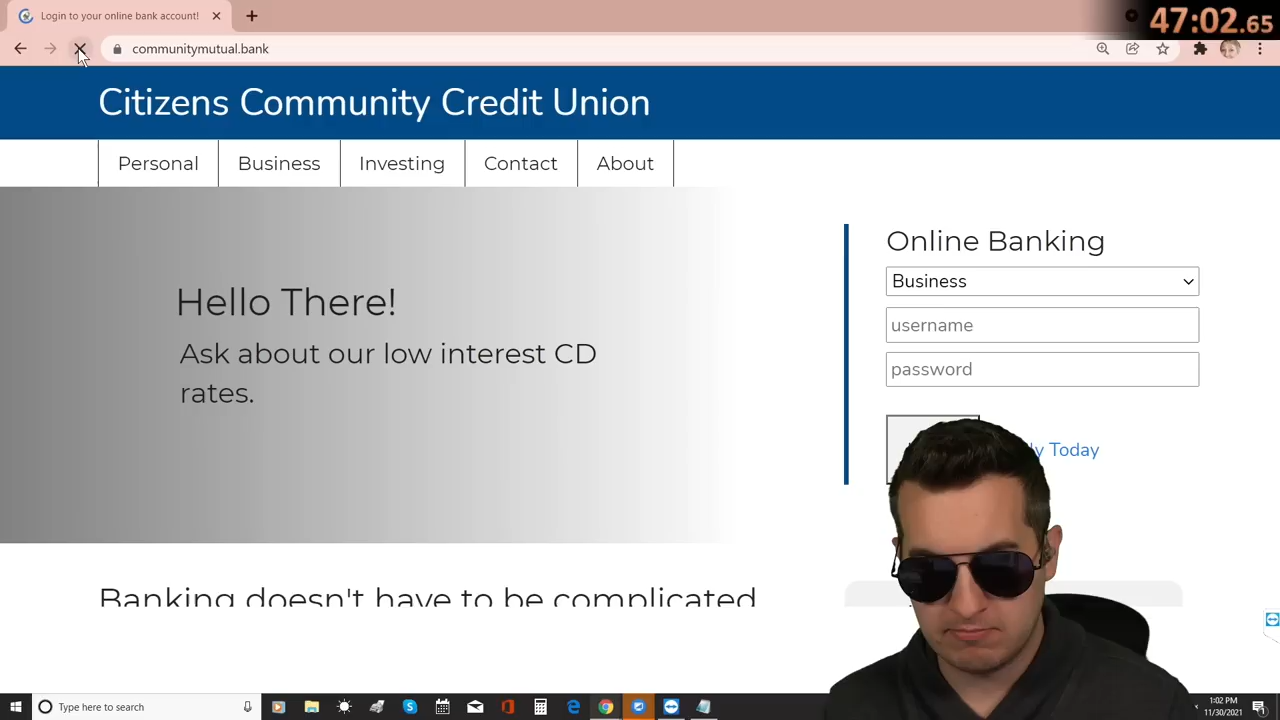 Login to your online bank account!
47:02.65
communitymutual.bank
Citizens Community Credit Union
Personal Business Investing Contact About
Online Banking
Business
username
password
Hello There!
Ask about our low interest CD
rates.
Today
Banking doesn't have to be complicated
Type here to search
1:02 PM
11/30/2021